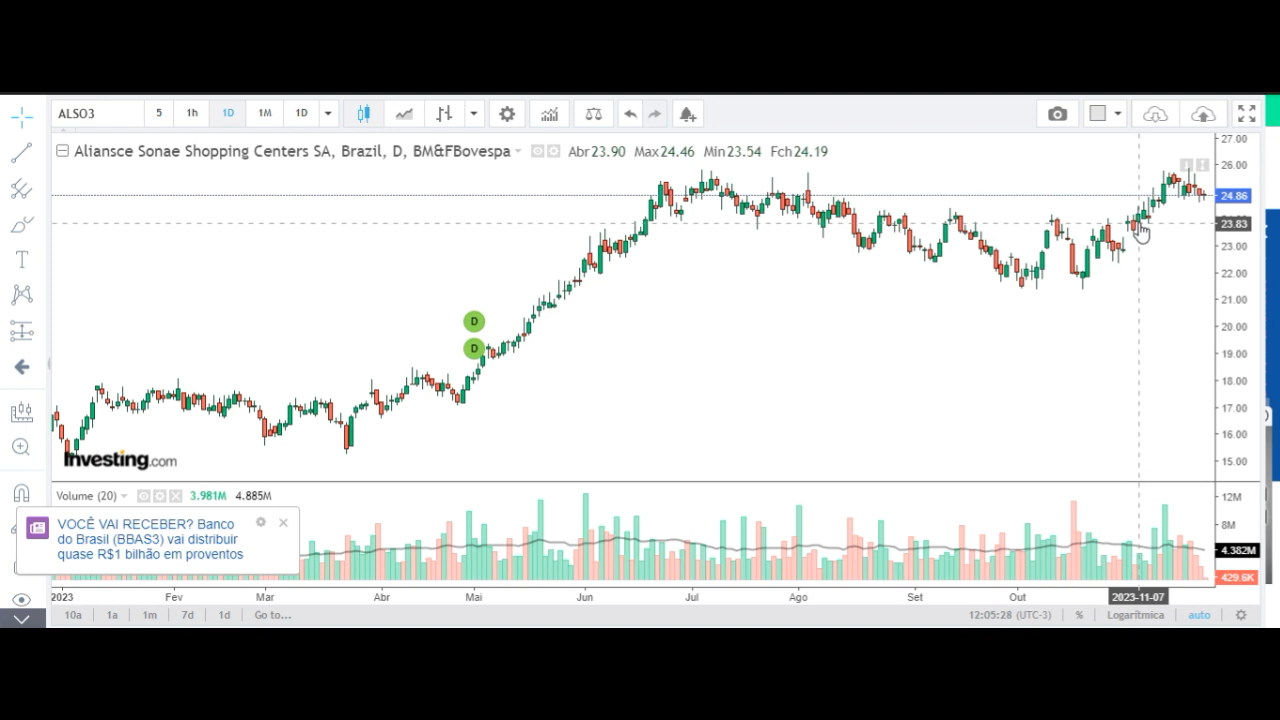 ALSO3 5 1h 1D 1M 1D
Aliansce Sonae Shopping Centers SA, Brazil, D, BM&FBovespa Abr23.90 Max24.46 Min23.54 Fch24.19
27.00
26.00
24.86
23.83
23.00
22.00
21.00
20.00
19.00
18.00
17.00
16.00
15.00
D
D
Investing.com
Volume (20) 3.981M 4.885M
12M
8M
4.382M
429.6K
VOCÊ VAI RECEBER? Banco
do Brasil (BBAS3) vai distribuir
quase R$1 bilhão em proventos
2023 Fev Mar Abr Mai Jun Jul Ago Set Out 2023-11-07
10a 1a 1m 7d 1d Go to... 12:05:28 (UTC-3) % Logarítmica auto